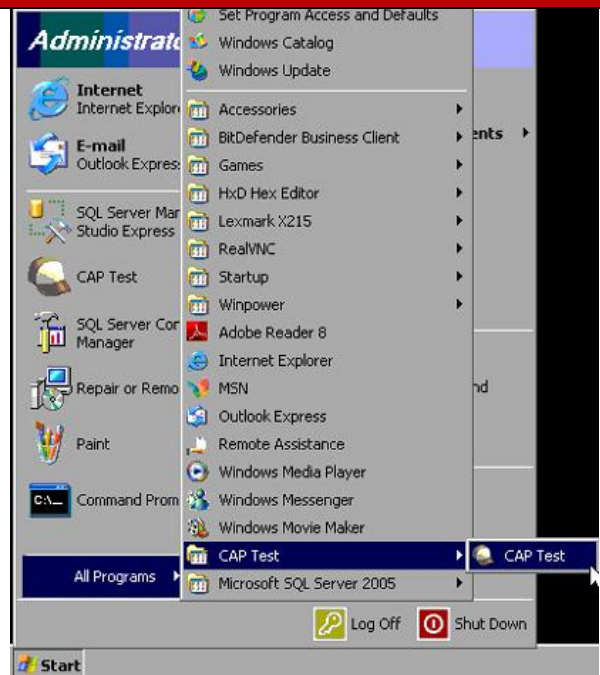 Administrato
Internet
Internet Explor
E-mail
Outlook Expres
SQL Server Mar
Studio Express
CAP Test
SQL Server Cor
Manager
Repair or Remo
Paint
Command Prom
All Programs
Set Program Access and Defaults
Windows Catalog
Windows Update
Accessories
BitDefender Business Client
Games
HxD Hex Editor
Lexmark X215
RealVNC
Startup
Winpower
Adobe Reader 8
Internet Explorer
MSN
Outlook Express
Remote Assistance
Windows Media Player
Windows Messenger
Windows Movie Maker
CAP Test
Microsoft SQL Server 2005
ents
nd
CAP Test
Log Off
Shut Down
Start